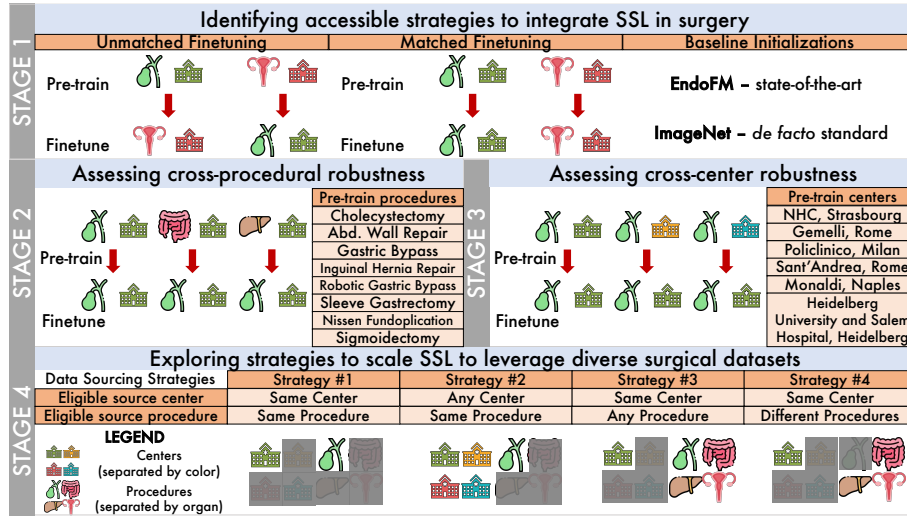 STAGE 1
Identifying accessible strategies to integrate SSL in surgery
Unmatched Finetuning
Matched Finetuning
Baseline Initializations
Pre-train
Finetune
Pre-train
Finetune
EndoFM – state-of-the-art
ImageNet – de facto standard
STAGE 2
Assessing cross-procedural robustness
Pre-train
Finetune
Pre-train procedures
Cholecystectomy
Abd. Wall Repair
Gastric Bypass
Inguinal Hernia Repair
Robotic Gastric Bypass
Sleeve Gastrectomy
Nissen Fundoplication
Sigmoidectomy
STAGE 3
Assessing cross-center robustness
Pre-train
Finetune
Pre-train centers
NHC, Strasbourg
Gemelli, Rome
Policlinico, Milan
Sant'Andrea, Rome
Monaldi, Naples
Heidelberg
University and Salem
Hospital, Heidelberg
STAGE 4
Exploring strategies to scale SSL to leverage diverse surgical datasets
Data Sourcing Strategies Strategy #1 Strategy #2 Strategy #3 Strategy #4
Eligible source center Same Center Any Center Same Center Same Center
Eligible source procedure Same Procedure Same Procedure Any Procedure Different Procedures
LEGEND
Centers
(separated by color)
Procedures
(separated by organ)